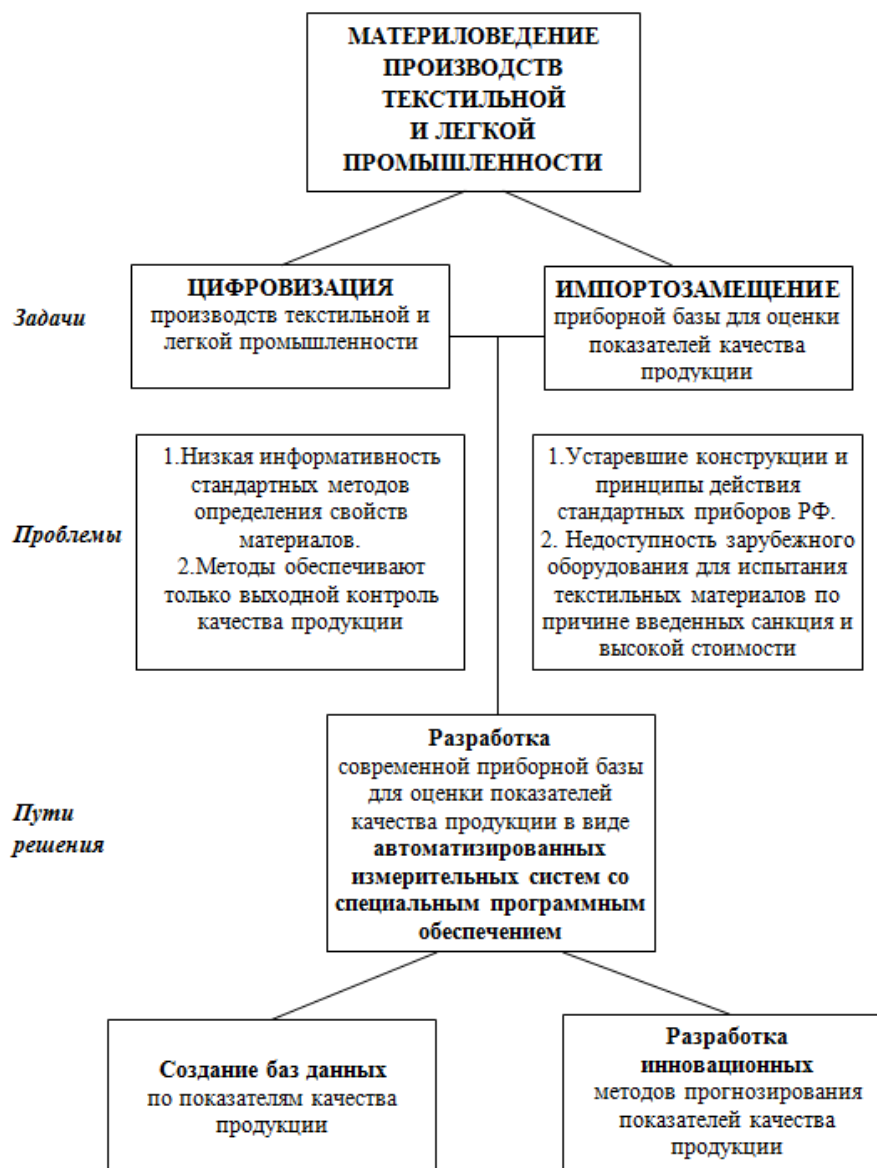 МАТЕРИЛОВЕДЕНИЕ
ПРОИЗВОДСТВ
ТЕКСТИЛЬНОЙ
И ЛЕГКОЙ
ПРОМЫШЛЕННОСТИ
Задачи
ЦИФРОВИЗАЦИЯ
производств текстильной и
легкой промышленности
ИМПОРТОЗАМЕЩЕНИЕ
приборной базы для оценки
показателей качества
продукции
Проблемы
1.Низкая информативность
стандартных методов
определения свойств
материалов.
2.Методы обеспечивают
только выходной контроль
качества продукции
1.Устаревшие конструкции и
принципы действия
стандартных приборов РФ.
2. Недоступность зарубежного
оборудования для испытания
текстильных материалов по
причине введенных санкция и
высокой стоимости
Пути
решения
Разработка
современной приборной базы
для оценки показателей
качества продукции в виде
автоматизированных
измерительных систем со
специальным программным
обеспечением
Создание баз данных
по показателям качества
продукции
Разработка
инновационных
методов прогнозирования
показателей качества
продукции